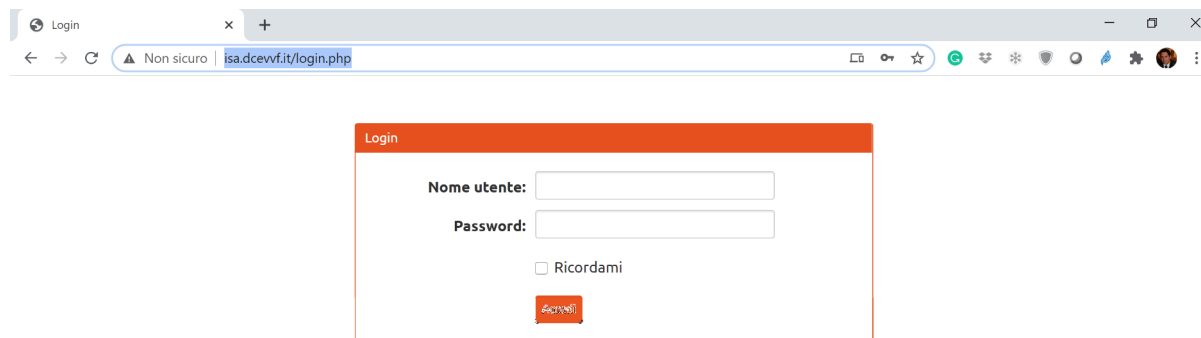 Login
Non sicuro
isa.dcevvf.it/login.php
Login
Nome utente:
Password:
Ricordami